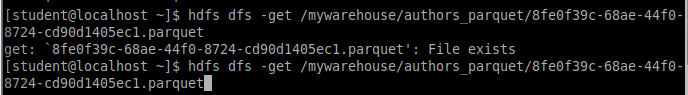 [student@localhost ~]$ hdfs dfs -get /mywarehouse/authors_parquet/8fe0f39c-68ae-44f0-
8724-cd90d1405ec1.parquet
get: `8fe0f39c-68ae-44f0-8724-cd90d1405ec1.parquet': File exists
[student@localhost ~]$ hdfs dfs -get /mywarehouse/authors_parquet/8fe0f39c-68ae-44f0-
8724-cd90d1405ec1.parquet